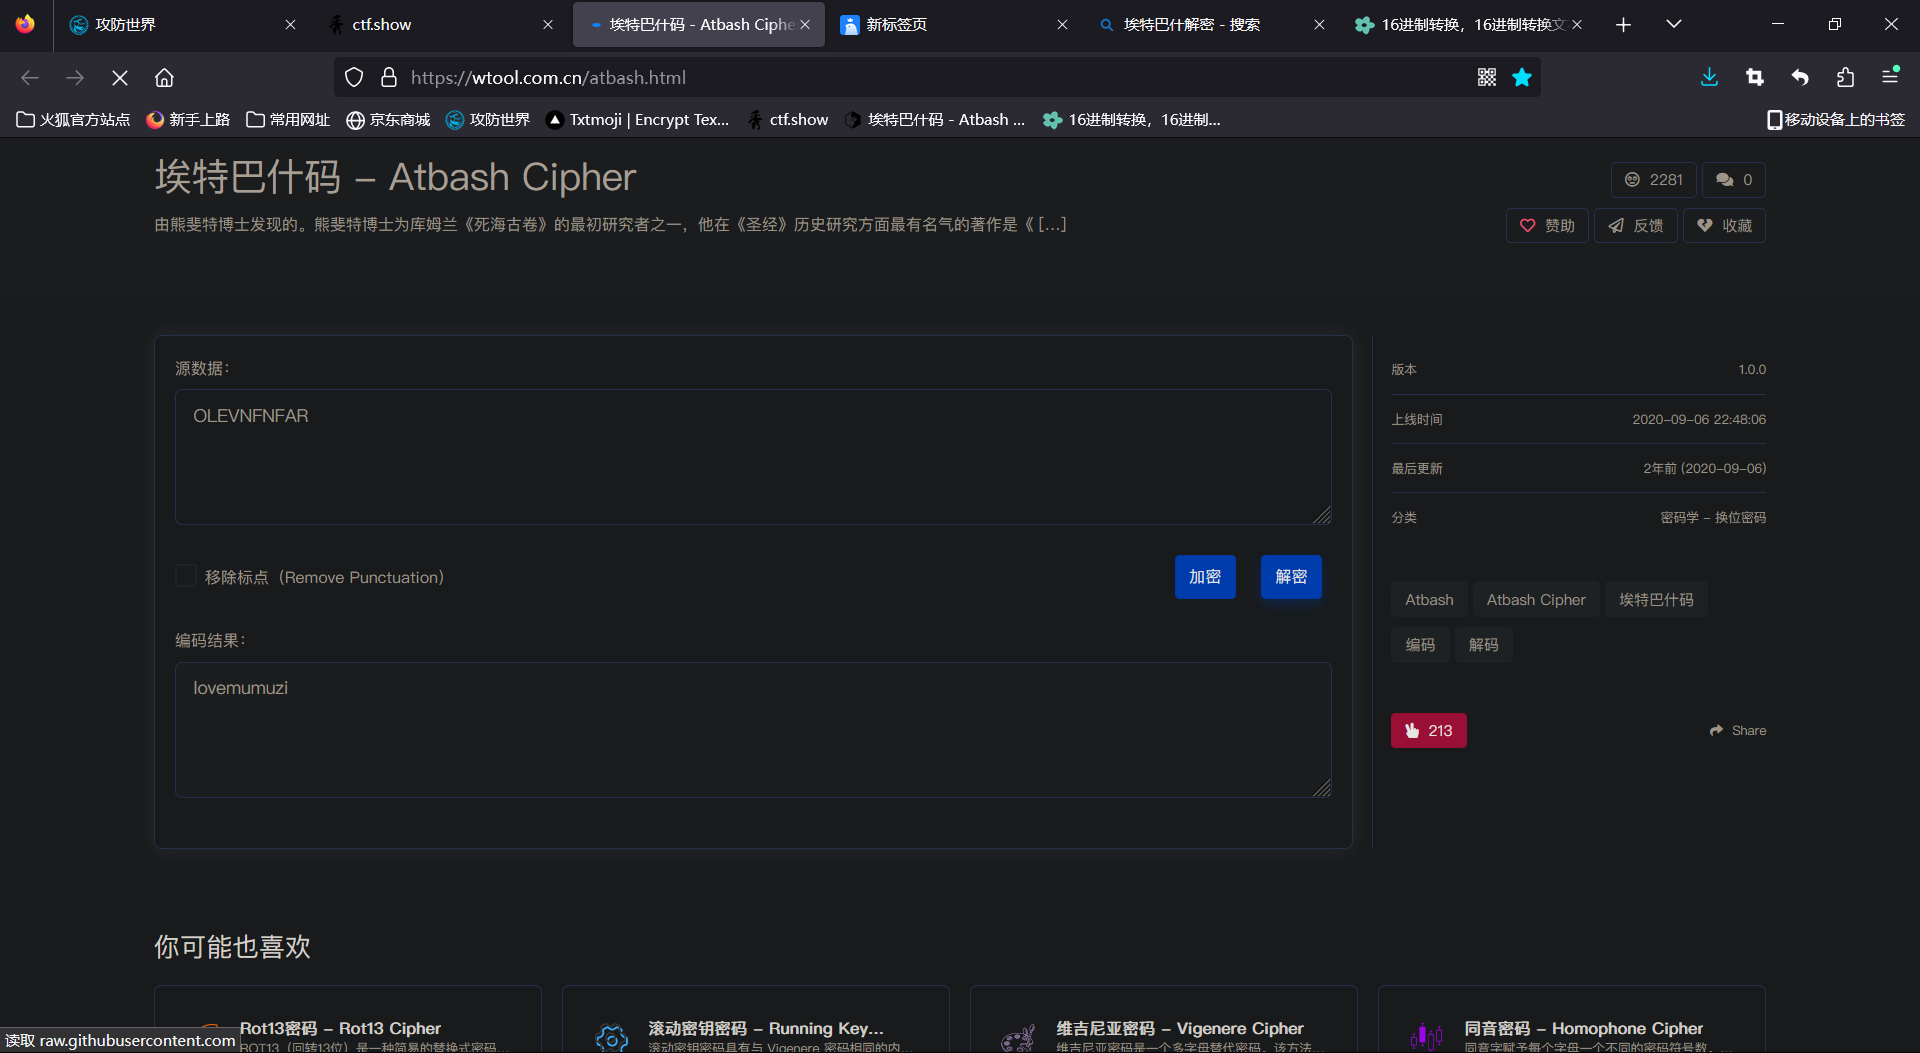 攻防世界
ctf.show
埃特巴什码 - Atbash Ciphe
新标签页
埃特巴什解密 - 搜索
16进制转换，16进制转换文
https://wtool.com.cn/atbash.html
火狐官方站点
新手上路
常用网址
京东商城
攻防世界
Txtmoji | Encrypt Tex...
ctf.show
埃特巴什码 - Atbash ...
16进制转换，16进制...
移动设备上的书签
埃特巴什码 – Atbash Cipher
2281
0
由熊斐特博士发现的。熊斐特博士为库姆兰《死海古卷》的最初研究者之一，他在《圣经》历史研究方面最有名气的著作是《 [...]
赞助
反馈
收藏
源数据：
OLEVNFNFAR
移除标点（Remove Punctuation）
加密
解密
编码结果：
lovemumuzi
版本
1.0.0
上线时间
2020-09-06 22:48:06
最后更新
2年前 (2020-09-06)
分类
密码学 – 换位密码
Atbash
Atbash Cipher
埃特巴什码
编码
解码
213
Share
你可能也喜欢
Rot13密码 – Rot13 Cipher
ROT13（回转13位）是一种简易的替换式密码...
滚动密钥密码 – Running Key...
滚动密钥密码具有与 Vigenere 密码相同的内...
维吉尼亚密码 – Vigenere Cipher
维吉尼亚密码是一个多字母替代密码。该方法...
同音密码 – Homophone Cipher
同音字赋予每个字母一个不同的密码符号数。...
读取 raw.githubusercontent.com